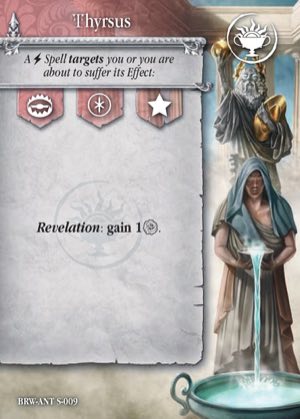 Thyrsus
A Spell targets you or you are
about to suffer its Effect:
Revelation: gain 1.
BRW-ANT S-009